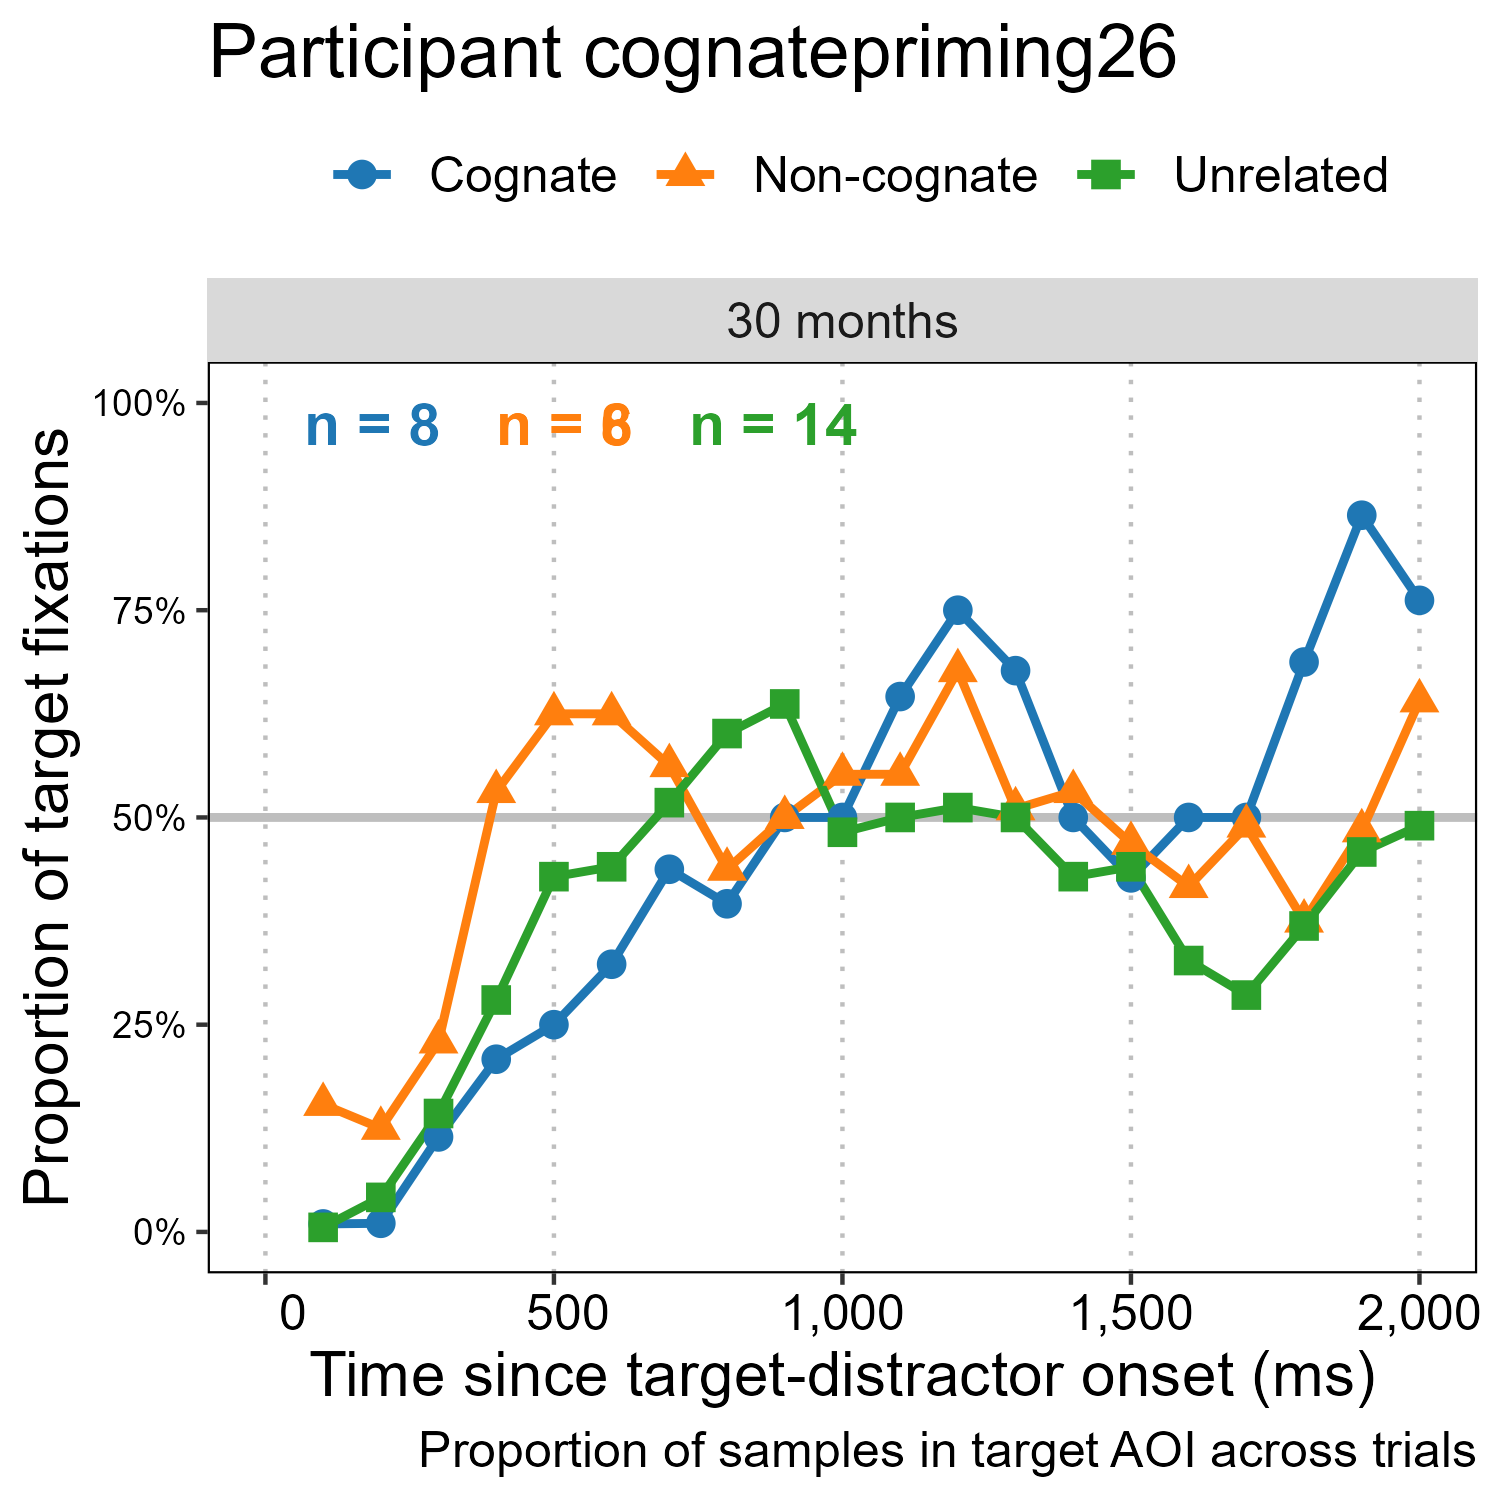 Participant cognatepriming26
Cognate Non-cognate Unrelated
30 months
100%
75%
50%
25%
0%
n = 8 n = n = 14
Proportion of target fixations
0 500 1,000 1,500 2,000
Time since target-distractor onset (ms)
Proportion of samples in target AOI across trials